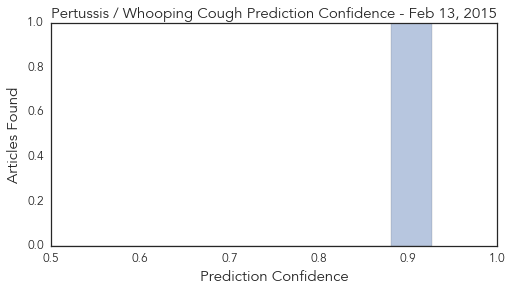 Pertussis / Whooping Cough Prediction Confidence - Feb 13, 2015
1.0
0.8
0.6
0.4
0.2
0.0
Articles Found
0.5 0.6 0.7 0.8 0.9 1.0
Prediction Confidence